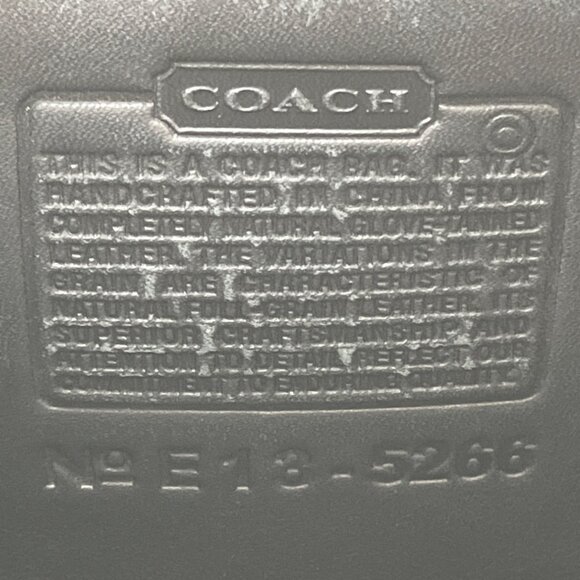 COACH
©
THIS IS A COACH BAG. IT WAS
HANDCRAFTED IN CHINA FROM
COMPLETELY NATURAL GLOVE-TANNED
LEATHER. THE VARIATIONS IN THE
GRAIN ARE CHARACTERISTIC OF
NATURAL FULL-GRAIN LEATHER. ITS
SUPERIOR CRAFTSMANSHIP AND
ATTENTION TO DETAIL REFLECT OUR
COMMITMENT TO ENDURING QUALITY.
Nº E13-5266